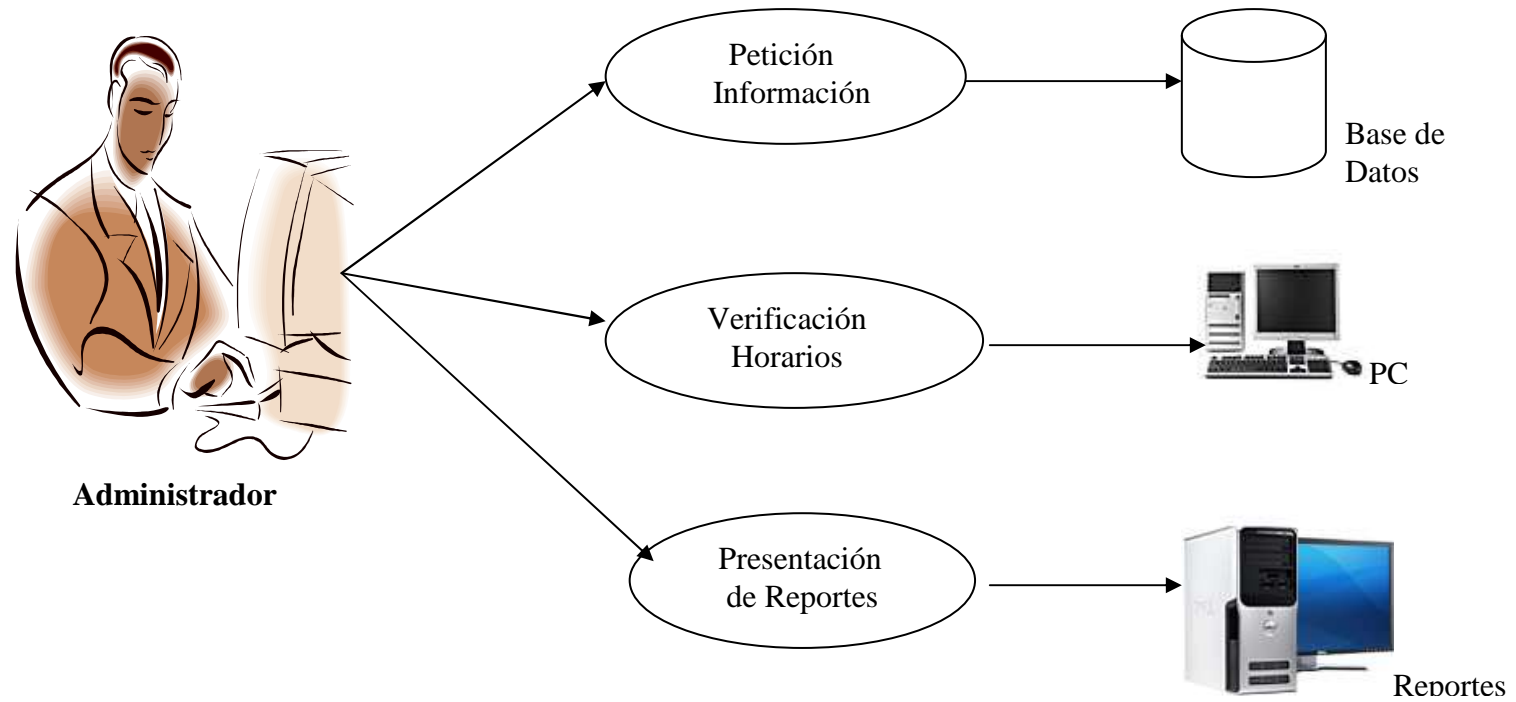 Petición
Información
Base de
Datos
Verificación
Horarios
PC
Administrador
Presentación
de Reportes
Reportes